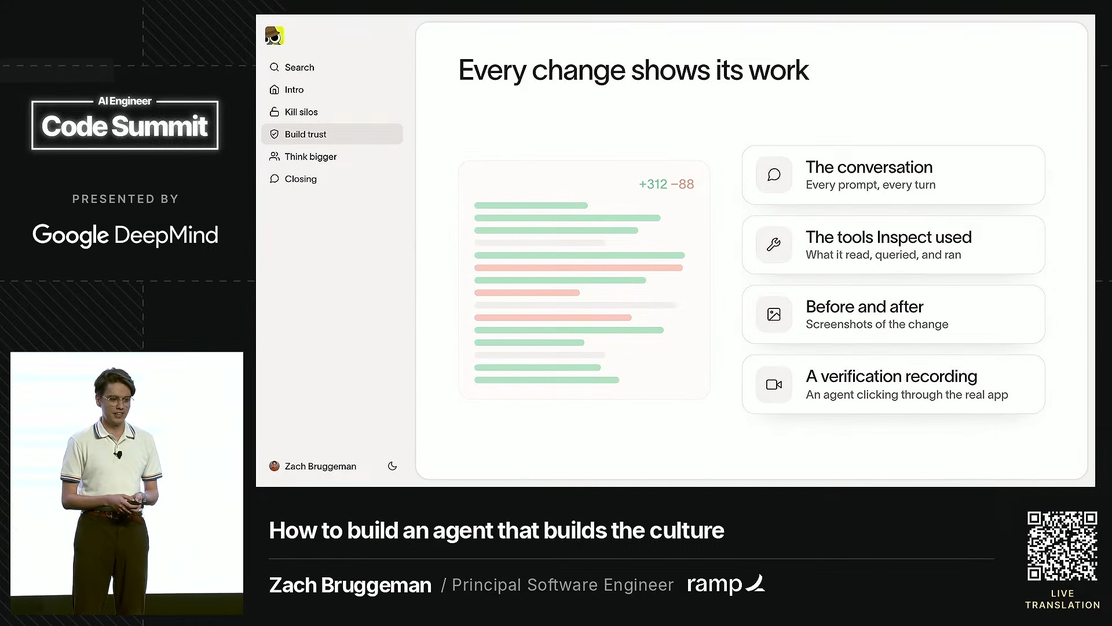 AI Engineer
Code Summit
PRESENTED BY
Google DeepMind
Search
Intro
Kill silos
Build trust
Think bigger
Closing
Zach Bruggeman
Every change shows its work
+312 −88
The conversation
Every prompt, every turn
The tools Inspect used
What it read, queried, and ran
Before and after
Screenshots of the change
A verification recording
An agent clicking through the real app
How to build an agent that builds the culture
Zach Bruggeman / Principal Software Engineer ramp
LIVE
TRANSLATION